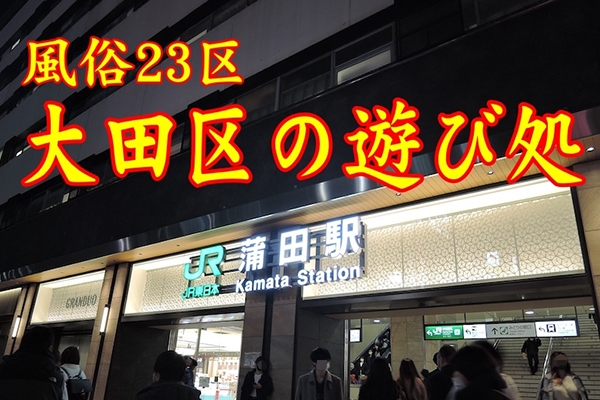 風俗23区
大田区の遊び処
JR 蒲田駅
JR東日本 Kamata Station
GRANDUO